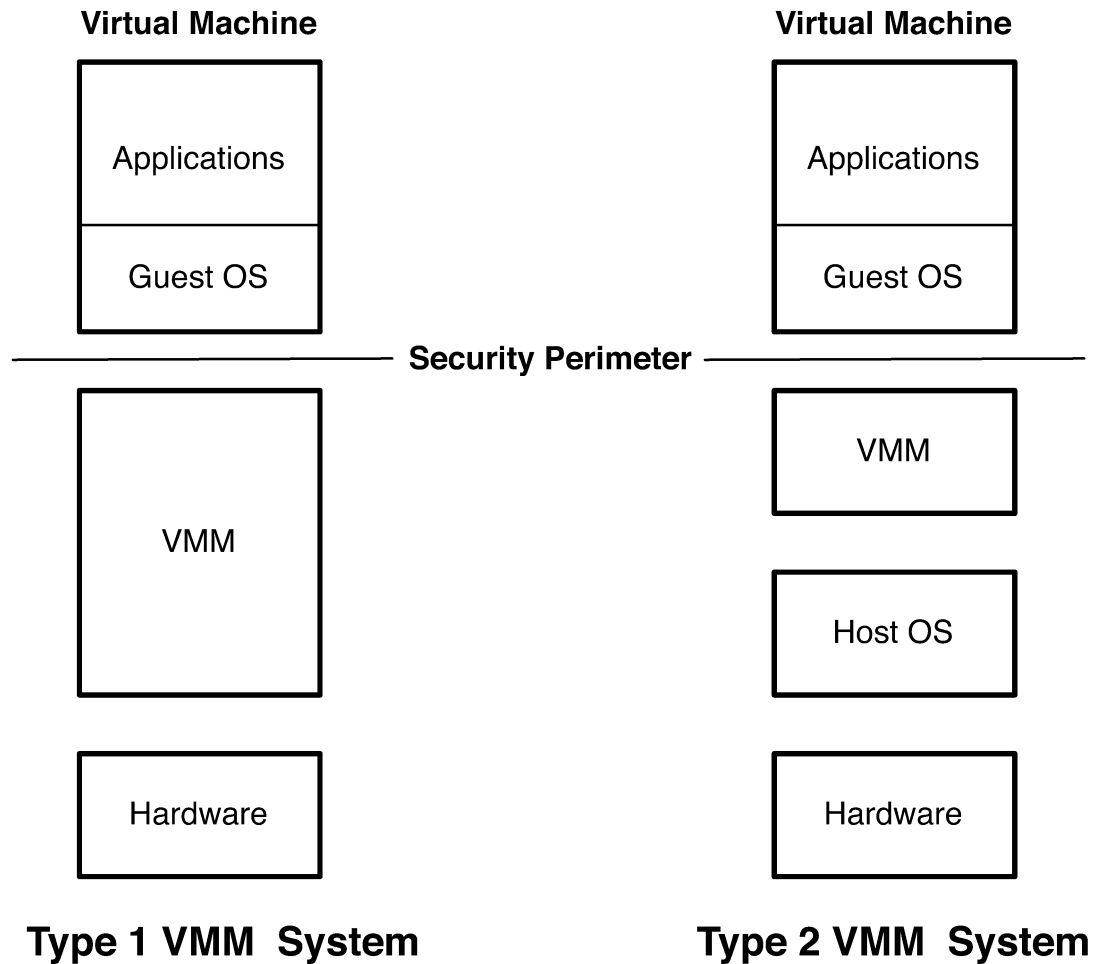 Virtual Machine
Applications
Guest OS
Virtual Machine
Applications
Guest OS
Security Perimeter
VMM
Hardware
Type 1 VMM System
VMM
Host OS
Hardware
Type 2 VMM System